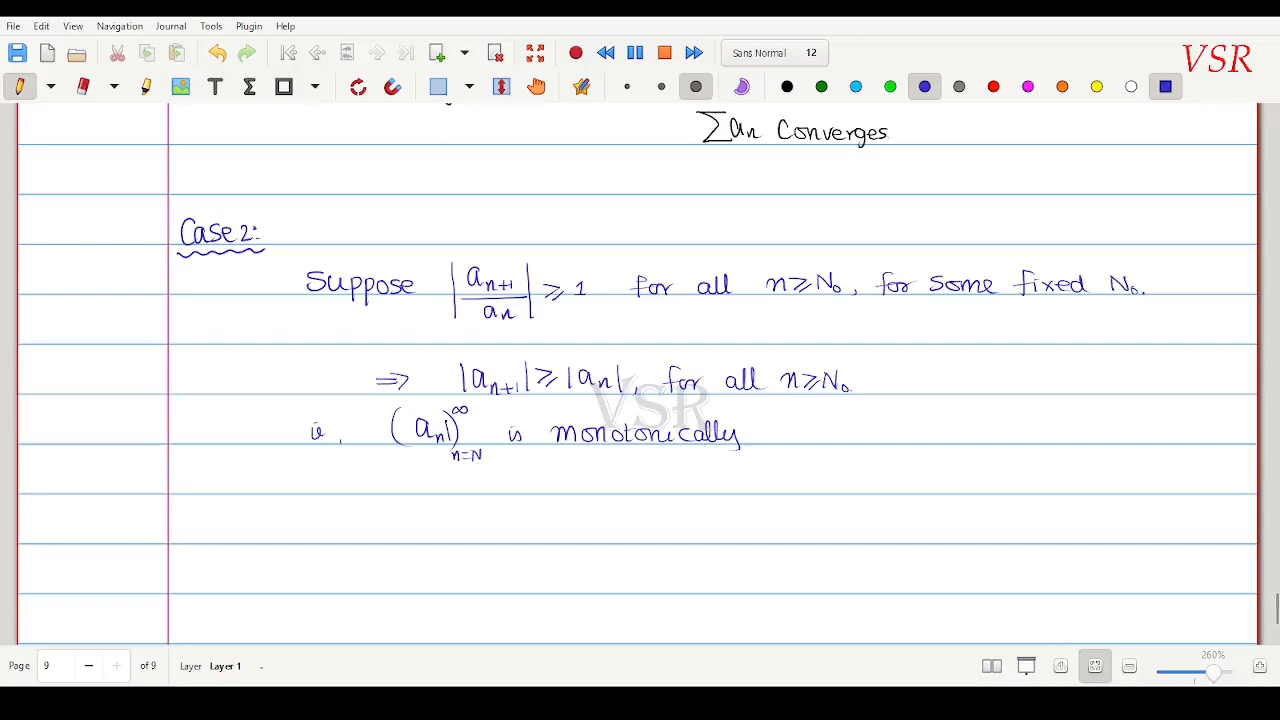 File Edit View Navigation Journal Tools Plugin Help
Sans Normal 12
VSR
∑an Converges
Case 2:
Suppose |an+1/an| ≥ 1 for all n ≥ N0, for some fixed N0.
⇒ |an+1| ≥ |an|, for all n ≥ N0
VSR
ie, (an|)∞n=N is monotonically
Page 9 of 9 Layer Layer 1 260%